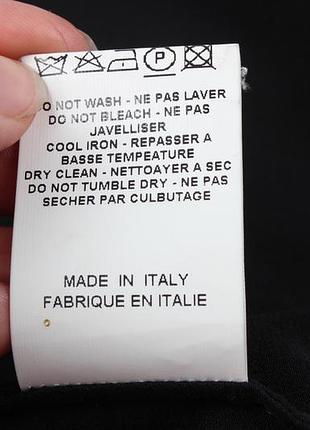 P
DO NOT WASH - NE PAS LAVER
DO NOT BLEACH - NE PAS
JAVELLISER
COOL IRON - REPASSER A
BASSE TEMPEATURE
DRY CLEAN - NETTOAYER A SEC
DO NOT TUMBLE DRY - NE PAS
SECHER PAR CULBUTAGE
MADE IN ITALY
FABRIQUE EN ITALIE